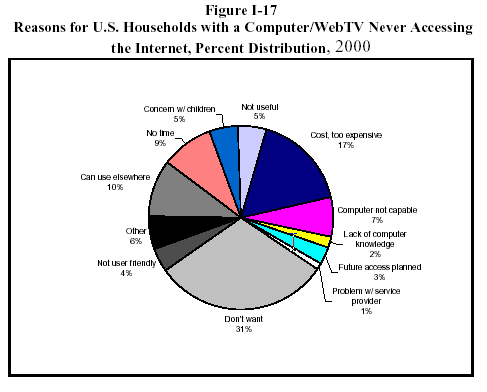 Figure I-17
Reasons for U.S. Households with a Computer/WebTV Never Accessing
the Internet, Percent Distribution, 2000
Not useful
5%
Cost, too expensive
17%
Computer not capable
7%
Lack of computer
knowledge
2%
Future access planned
3%
Problem w/ service
provider
1%
Don't want
31%
Not user friendly
4%
Other
6%
Can use elsewhere
10%
No time
9%
Concern w/ children
5%